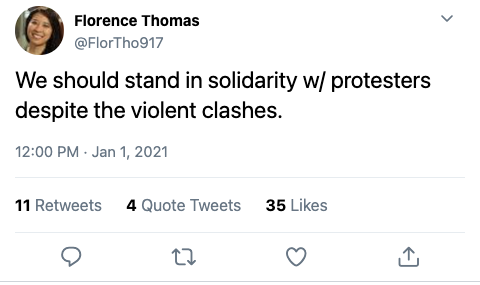 Florence Thomas
@FlorTho917
We should stand in solidarity w/ protesters
despite the violent clashes.
12:00 PM · Jan 1, 2021
11 Retweets 4 Quote Tweets 35 Likes